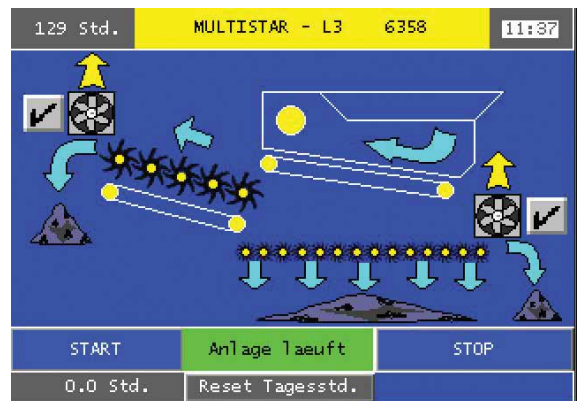 129 Std. MULTISTAR - L3 6358 11:37
START Anlage laeuft STOP
0.0 Std. Reset Tagesstd.